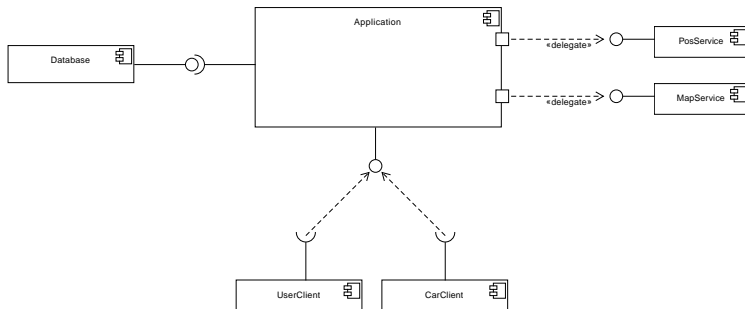 Application
«delegate»
PosService
Database
«delegate»
MapService
UserClient
CarClient